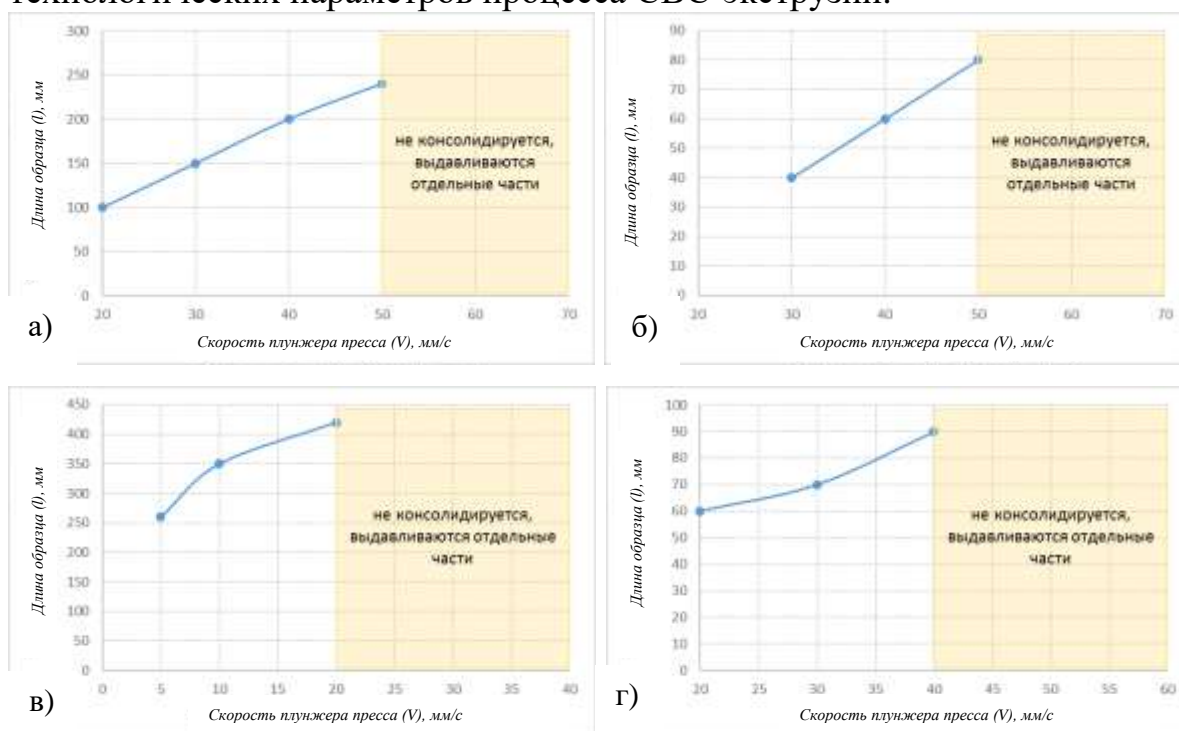 технологических параметров процесса СВС-экструзии.
300
250
200
150
100
50
0
20 30 40 50 60 70
Длина образца (l), мм
не консолидируется,
выдавливаются
отдельные части
Скорость плунжера пресса (V), мм/с
а)
90
80
70
60
50
40
30
20
10
0
20 30 40 50 60 70
Длина образца (l), мм
не консолидируется,
выдавливаются
отдельные части
Скорость плунжера пресса (V), мм/с
б)
450
400
350
300
250
200
150
100
50
0
0 5 10 15 20 25 30 35 40
Длина образца (l), мм
не консолидируется,
выдавливаются отдельные
части
Скорость плунжера пресса (V), мм/с
в)
100
90
80
70
60
50
40
30
20
10
0
20 30 40 45 50 55 60
Длина образца (l), мм
не консолидируется,
выдавливаются отдельные
части
Скорость плунжера пресса (V), мм/с
г)